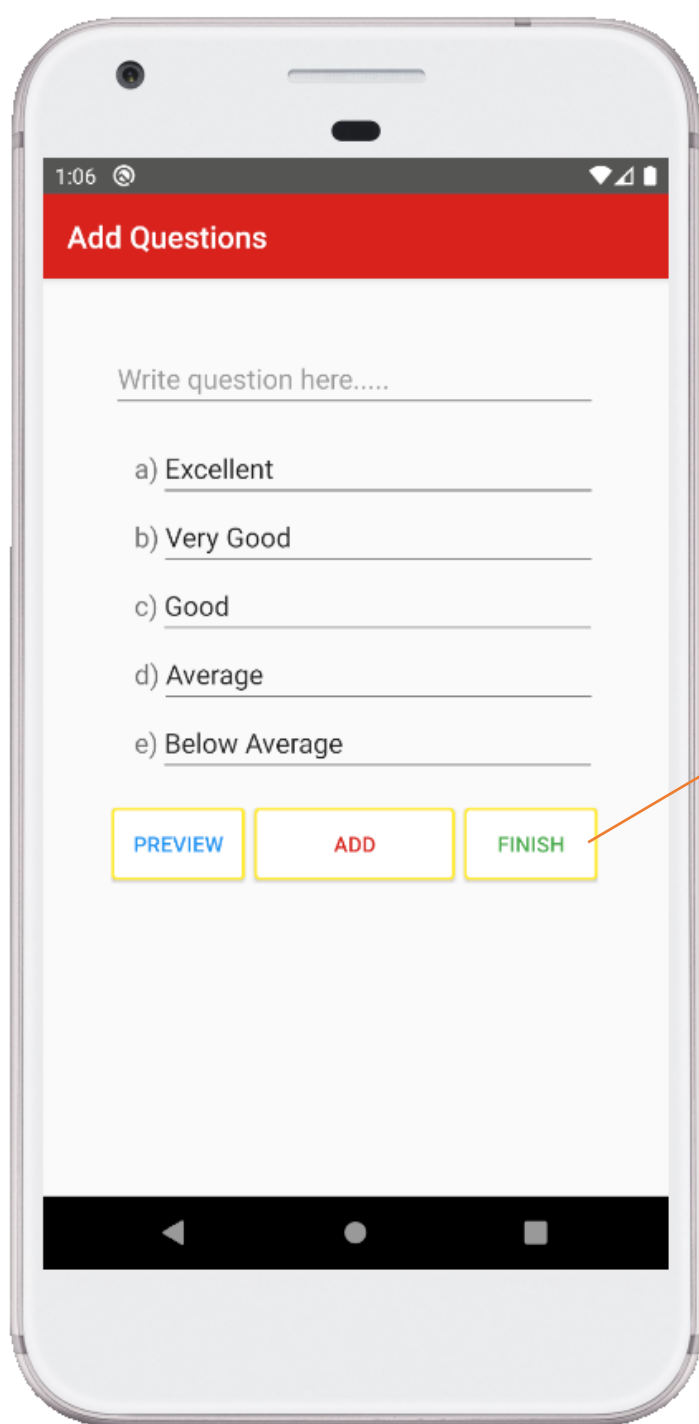 1:06
Add Questions
Write question here.....
a) Excellent
b) Very Good
c) Good
d) Average
e) Below Average
PREVIEW ADD FINISH